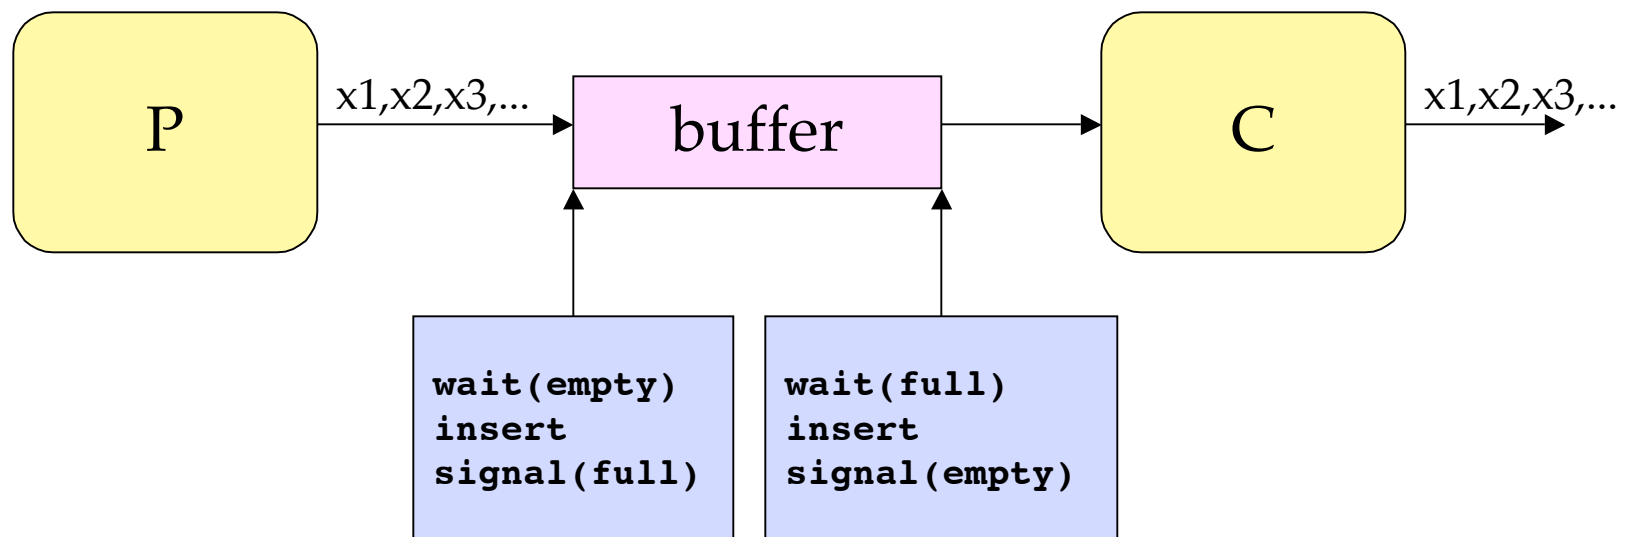 P
x1,x2,x3,...
buffer
C
x1,x2,x3,...
wait(empty)
insert
signal(full)
wait(full)
insert
signal(empty)